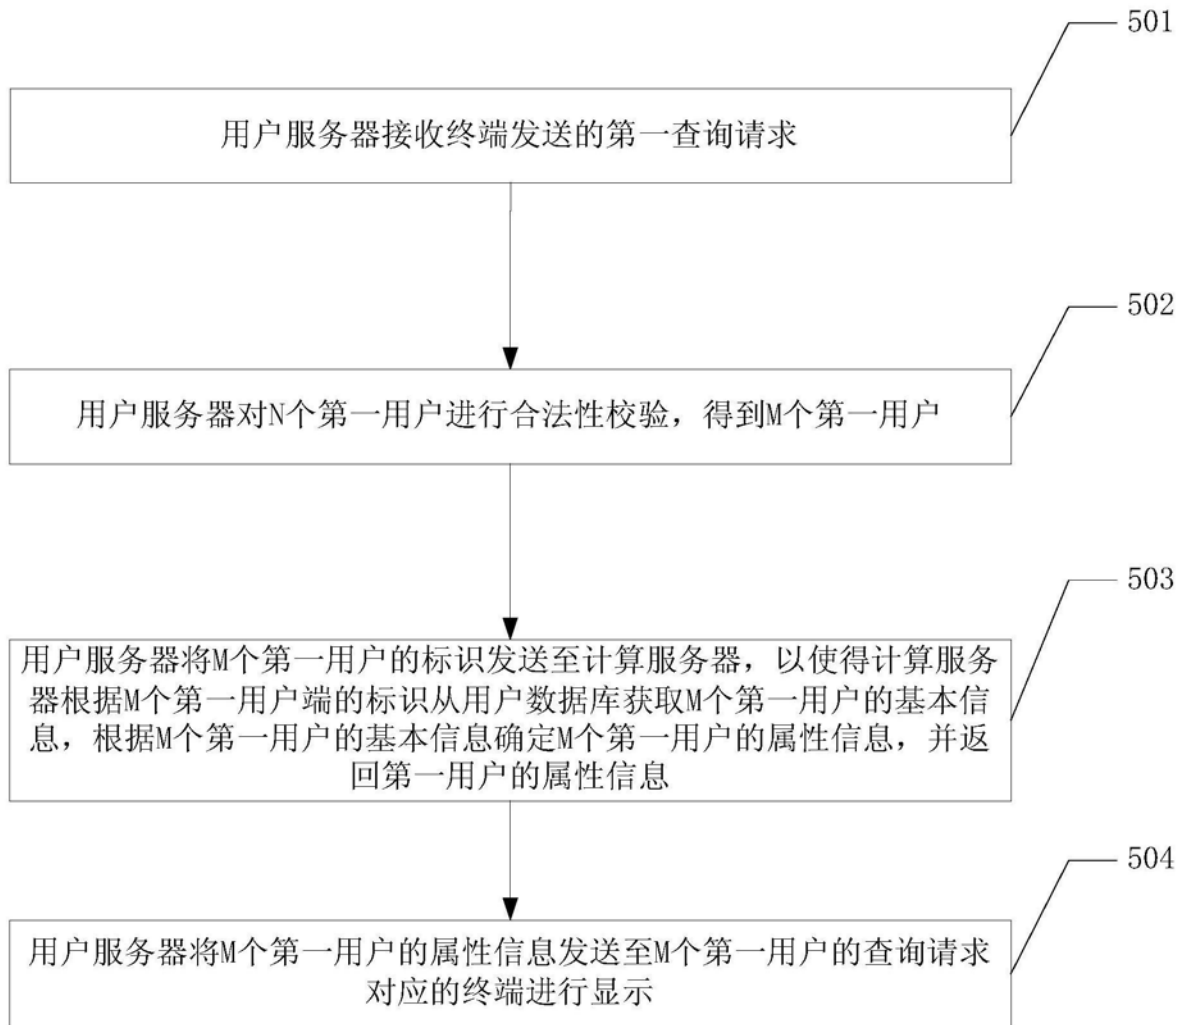 501
用户服务器接收终端发送的第一查询请求
502
用户服务器对N个第一用户进行合法性校验，得到M个第一用户
503
用户服务器将M个第一用户的标识发送至计算服务器，以使得计算服务
器根据M个第一用户端的标识从用户数据库获取M个第一用户的基本信
息，根据M个第一用户的基本信息确定M个第一用户的属性信息，并返
回第一用户的属性信息
504
用户服务器将M个第一用户的属性信息发送至M个第一用户的查询请求
对应的终端进行显示